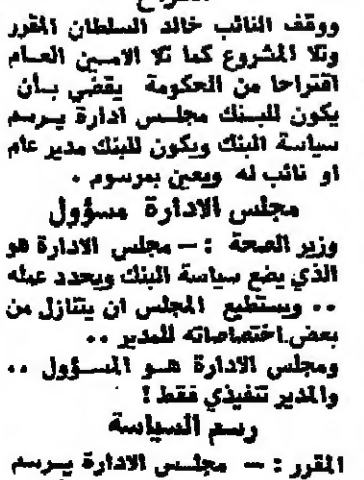 ووقف النائب خالد السلطان المقرر
وتلا المشروع كما تلا الامين العام
اقتراحا من الحكومة يقضي بأن
يكون للبنك مجلس ادارة يرسم
سياسة البنك ويكون للبنك مدير عام
او نائب له ويعين بمرسوم .
مجلس الادارة مسؤول
وزير الصحة : — مجلس الادارة هو
الذي يضع سياسة البنك ويحدد عمله
.. ويستطيع المجلس ان يتنازل من
بعض اختصاصاته للمدير ..
ومجلس الادارة هو المسؤول ..
والمدير تنفيذي فقط !
رسم السياسة
المقرر : — مجلس الادارة يرسم